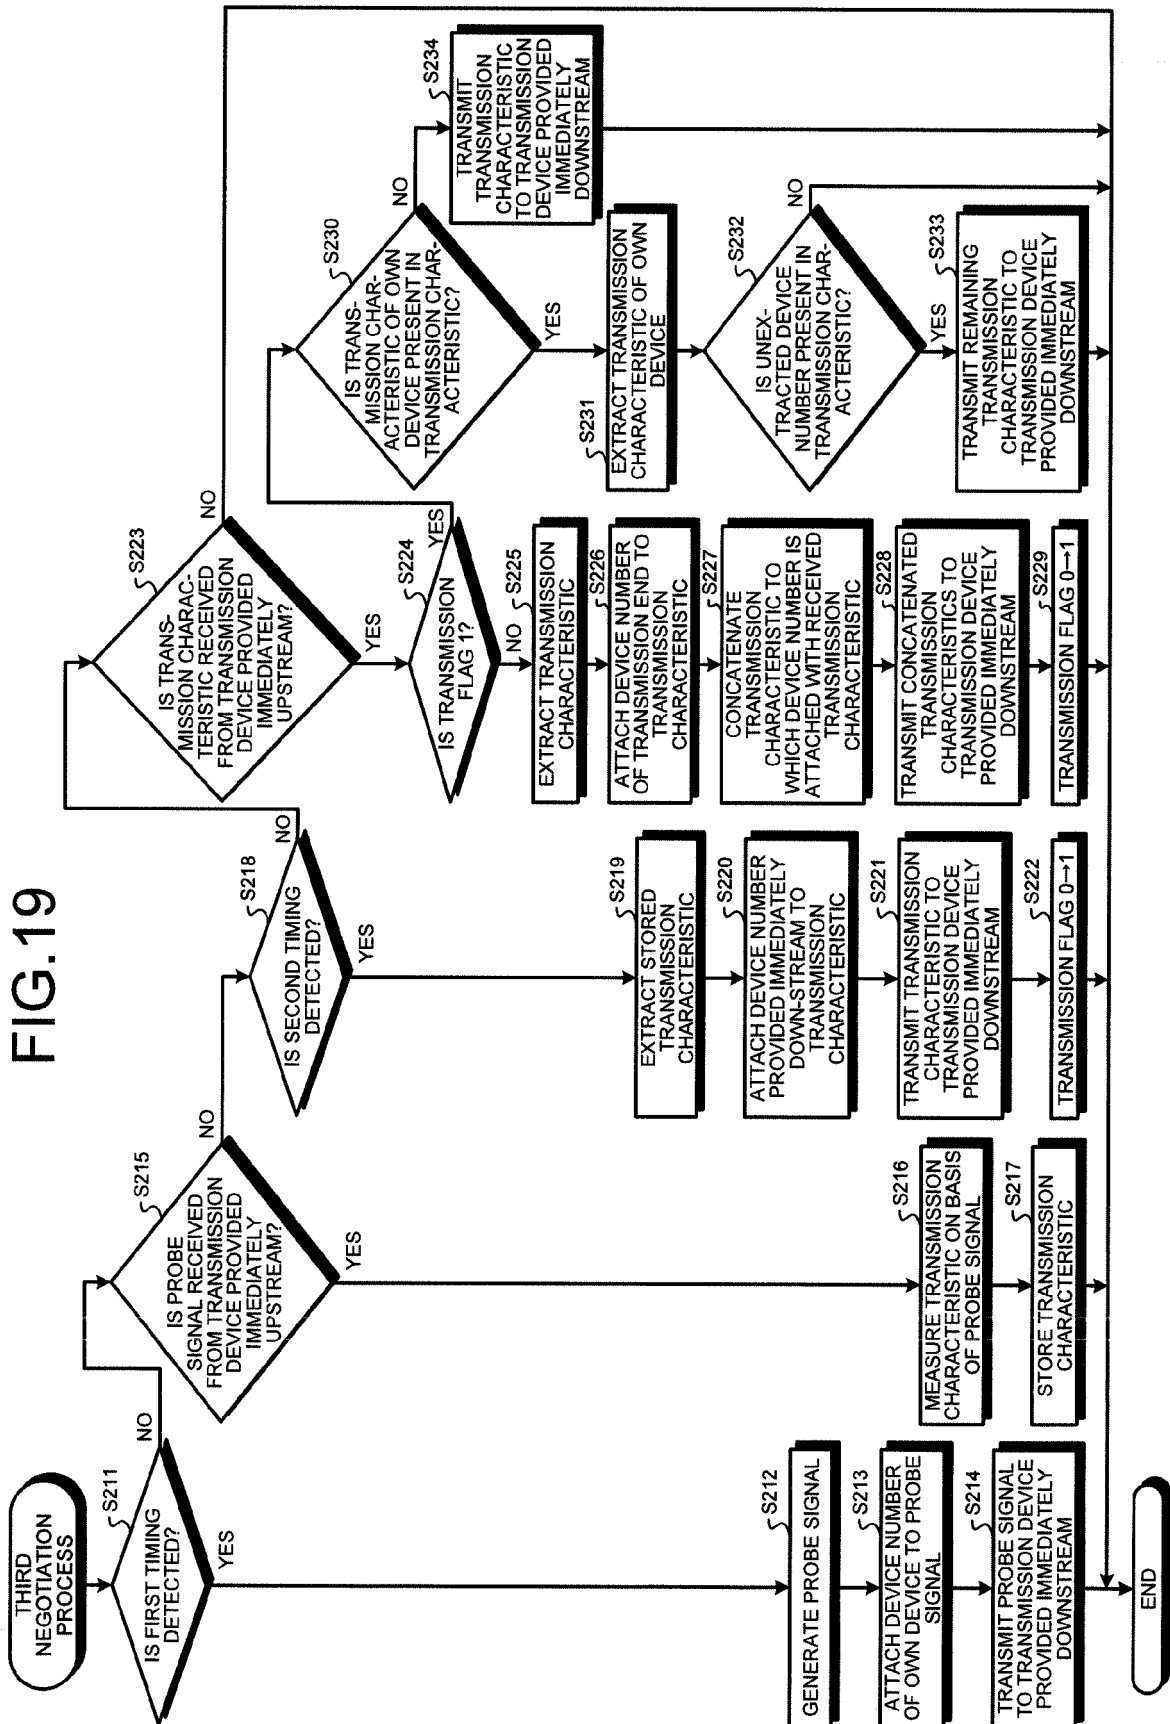 FIG.19
THIRD
NEGOTIATION
PROCESS
S211
IS FIRST TIMING
DETECTED?
NO
YES
S212
GENERATE PROBE SIGNAL
S213
ATTACH DEVICE NUMBER
OF OWN DEVICE TO PROBE
SIGNAL
S214
TRANSMIT PROBE SIGNAL
TO TRANSMISSION DEVICE
PROVIDED IMMEDIATELY
DOWNSTREAM
END
S215
IS PROBE
SIGNAL RECEIVED
FROM TRANSMISSION
DEVICE PROVIDED
IMMEDIATELY
UPSTREAM?
NO
YES
S216
MEASURE TRANSMISSION
CHARACTERISTIC ON BASIS
OF PROBE SIGNAL
S217
STORE TRANSMISSION
CHARACTERISTIC
S218
IS SECOND TIMING
DETECTED?
NO
YES
S219
EXTRACT STORED
TRANSMISSION
CHARACTERISTIC
S220
ATTACH DEVICE NUMBER
PROVIDED IMMEDIATELY
DOWN-STREAM TO
TRANSMISSION
CHARACTERISTIC
S221
TRANSMIT TRANSMISSION
CHARACTERISTIC TO
TRANSMISSION DEVICE
PROVIDED IMMEDIATELY
DOWNSTREAM
S222
TRANSMISSION FLAG 0→1
S223
IS TRANS-
MISSION CHARAC-
TERISTIC RECEIVED
FROM TRANSMISSION
DEVICE PROVIDED
IMMEDIATELY
UPSTREAM?
NO
YES
S224
IS TRANSMISSION
FLAG 1?
YES
NO
S225
EXTRACT TRANSMISSION
CHARACTERISTIC
S226
ATTACH DEVICE NUMBER
OF TRANSMISSION END TO
TRANSMISSION
CHARACTERISTIC
S227
CONCATENATE
TRANSMISSION
CHARACTERISTIC TO
WHICH DEVICE NUMBER IS
ATTACHED WITH RECEIVED
TRANSMISSION
CHARACTERISTIC
S228
TRANSMIT CONCATENATED
TRANSMISSION
CHARACTERISTICS TO
TRANSMISSION DEVICE
PROVIDED IMMEDIATELY
DOWNSTREAM
S229
TRANSMISSION FLAG 0→1
S230
IS TRANS-
MISSION CHAR-
ACTERISTIC OF OWN
DEVICE PRESENT IN
TRANSMISSION CHAR-
ACTERISTIC?
NO
YES
S231
EXTRACT TRANSMISSION
CHARACTERISTIC OF OWN
DEVICE
S232
IS UNEX-
TRACTED DEVICE
NUMBER PRESENT IN
TRANSMISSION CHAR-
ACTERISTIC?
NO
YES
S233
TRANSMIT REMAINING
TRANSMISSION
CHARACTERISTIC TO
TRANSMISSION DEVICE
PROVIDED IMMEDIATELY
DOWNSTREAM
S234
TRANSMIT
TRANSMISSION
CHARACTERISTIC
TO TRANSMISSION
DEVICE PROVIDED
IMMEDIATELY
DOWNSTREAM